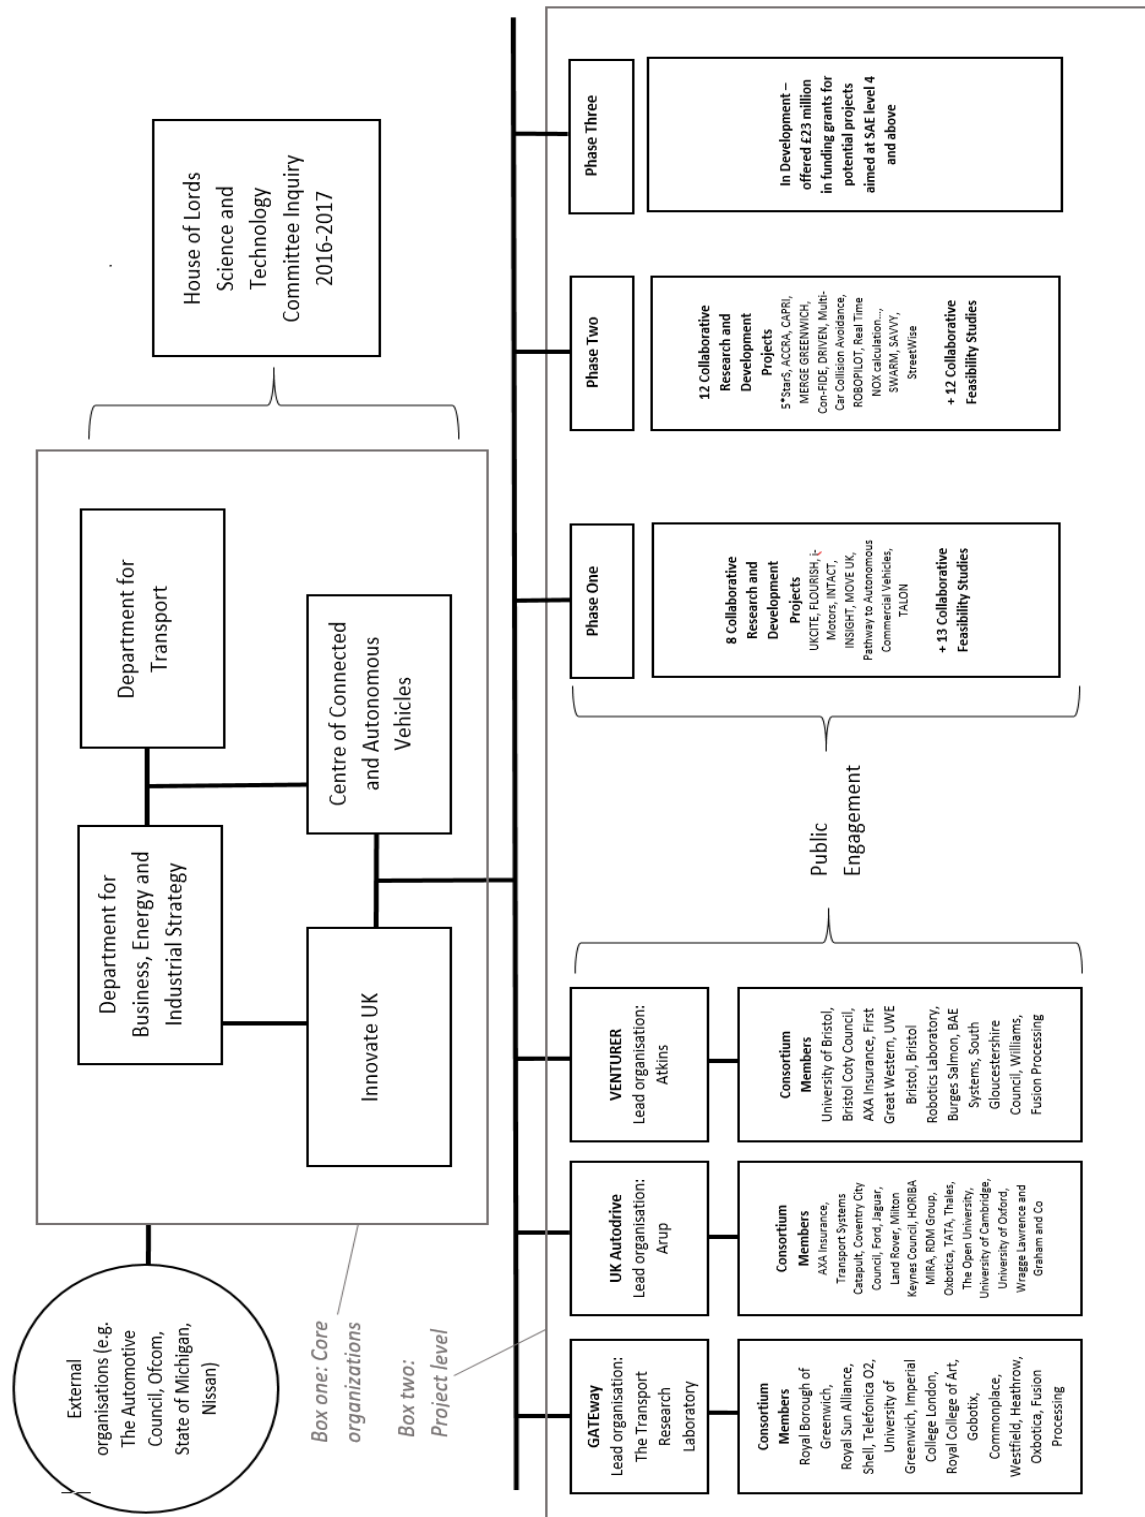 External
organisations (e.g.
The Automotive
Council, Ofcom,
State of Michigan,
Nissan)
Department for
Business, Energy and
Industrial Strategy
Department for
Transport
Innovate UK
Centre of Connected
and Autonomous
Vehicles
House of Lords
Science and
Technology
Committee Inquiry
2016-2017
Box one: Core
organizations
Box two:
Project level
GATEway
Lead organisation:
The Transport
Research
Laboratory
Consortium
Members
Royal Borough of
Greenwich,
Royal Sun Alliance,
Shell, Telefonica O2,
University of
Greenwich, Imperial
College London,
Royal College of Art,
Gobotix,
Commonplace,
Westfield, Heathrow,
Oxbotica, Fusion
Processing
UK Autodrive
Lead organisation:
Arup
Consortium
Members
AXA Insurance,
Transport Systems
Catapult, Coventry City
Council, Ford, Jaguar,
Land Rover, Milton
Keynes Council, HORIBA
MIRA, RDM Group,
Oxbotica, TATA, Thales,
The Open University,
University of Cambridge,
University of Oxford,
Wragge Lawrence and
Graham and Co
VENTURER
Lead organisation:
Atkins
Consortium
Members
University of Bristol,
Bristol Coty Council,
AXA Insurance, First
Great Western, UWE
Bristol, Bristol
Robotics Laboratory,
Burges Salmon, BAE
Systems, South
Gloucestershire
Council, Williams,
Fusion Processing
Public
Engagement
Phase One
8 Collaborative
Research and
Development
Projects
UKCITE, FLOURISH, i-
Motors, INTACT,
INSIGHT, MOVE UK,
Pathway to Autonomous
Commercial Vehicles,
TALON
+ 13 Collaborative
Feasibility Studies
Phase Two
12 Collaborative
Research and
Development
Projects
5*StarS, ACCRA, CAPRI,
MERGE GREENWICH,
Con-FIDE, DRIVEN, Multi-
Car Collision Avoidance,
ROBOPILOT, Real Time
NOX calculation...,
SWARM, SAVVY,
StreetWise
+ 12 Collaborative
Feasibility Studies
Phase Three
In Development –
offered £23 million
in funding grants for
potential projects
aimed at SAE level 4
and above